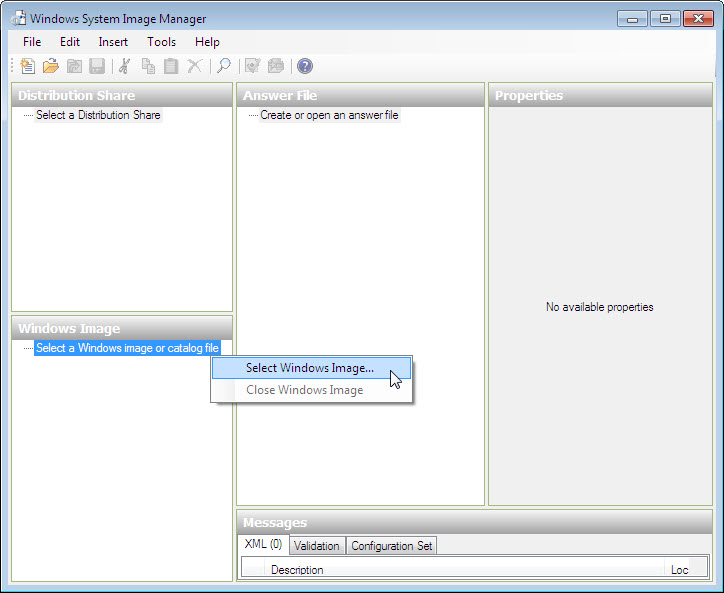 Windows System Image Manager
File Edit Insert Tools Help
Distribution Share
Select a Distribution Share
Answer File
Create or open an answer file
Properties
No available properties
Windows Image
Select a Windows image or catalog file
Select Windows Image...
Close Windows Image
Messages
XML (0) Validation Configuration Set
Description Loc